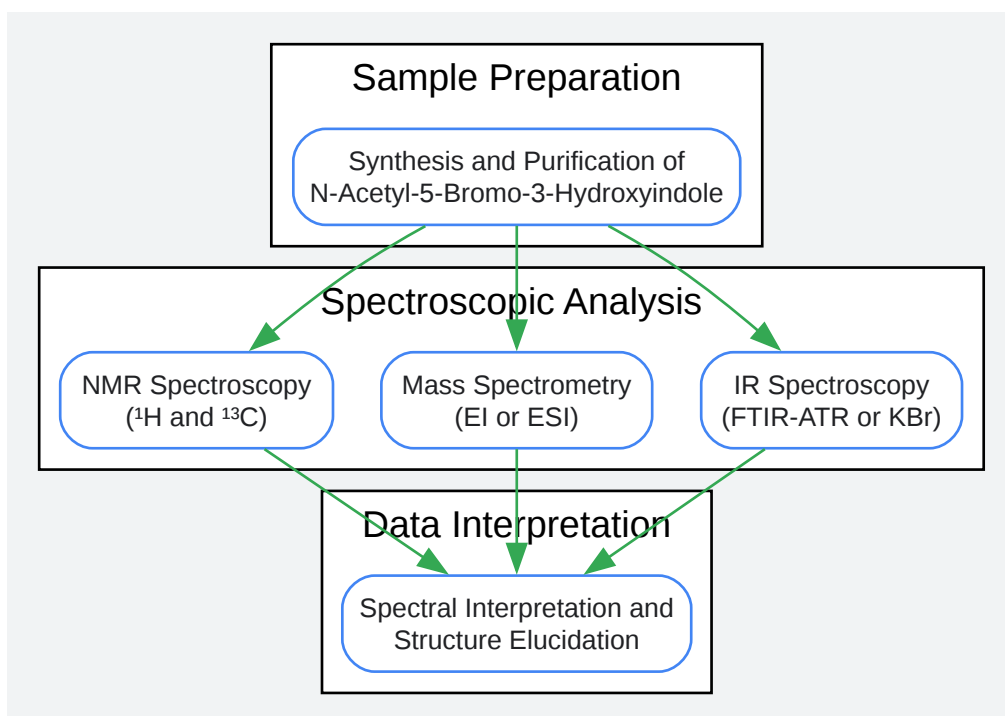 Sample Preparation
Synthesis and Purification of
N-Acetyl-5-Bromo-3-Hydroxyindole
Spectroscopic Analysis
NMR Spectroscopy
(¹H and ¹³C)
Mass Spectrometry
(EI or ESI)
IR Spectroscopy
(FTIR-ATR or KBr)
Data Interpretation
Spectral Interpretation and
Structure Elucidation